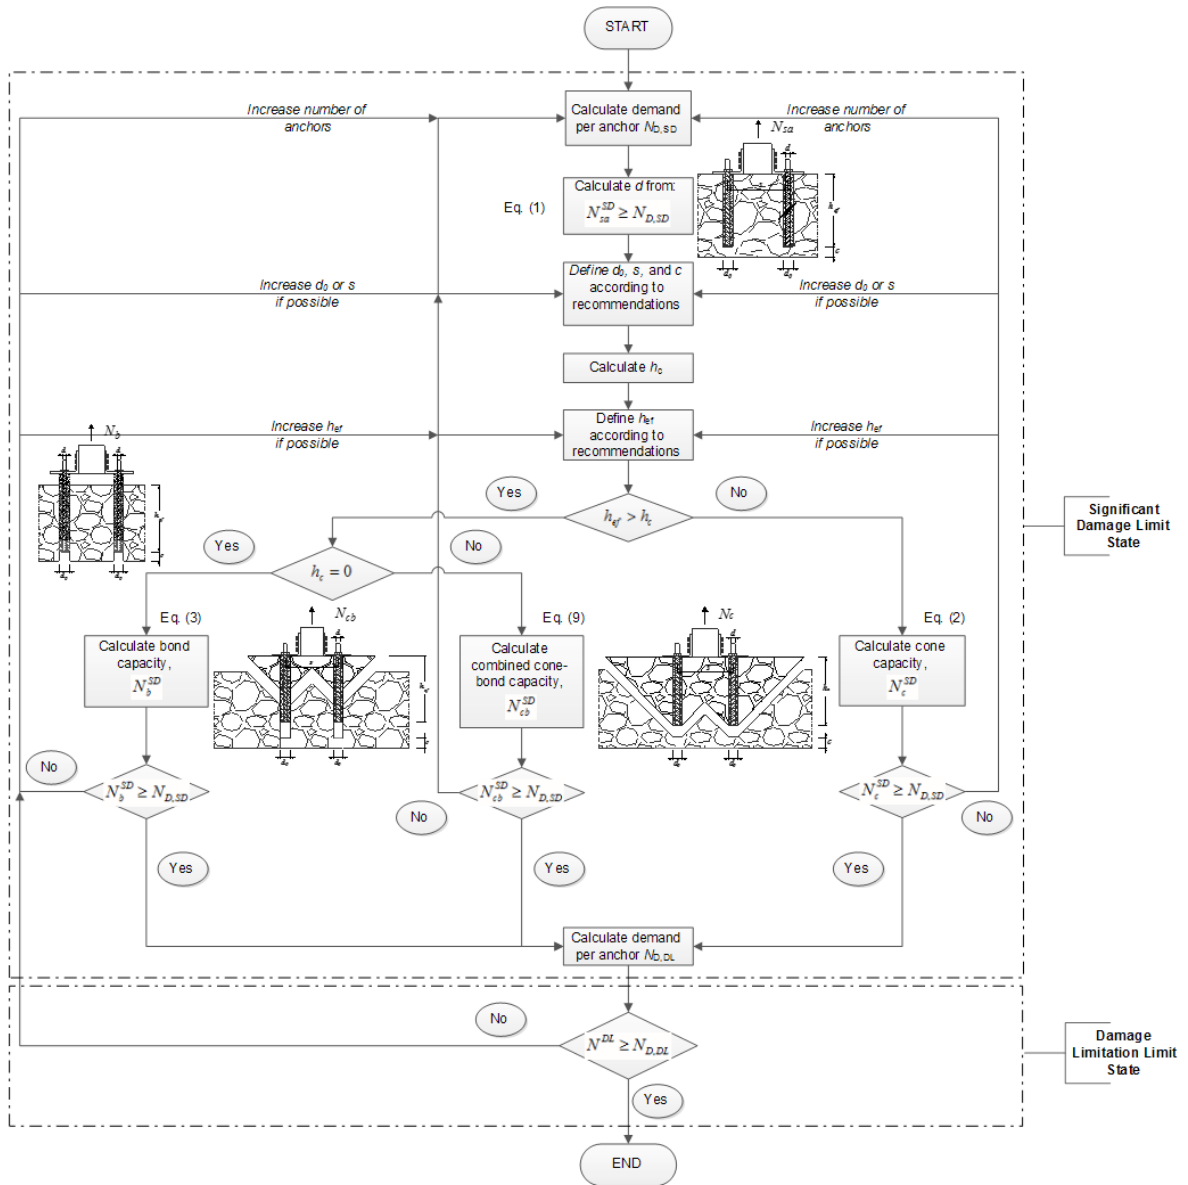 START
Increase number of
anchors
Calculate demand
per anchor N_D,SD
Increase number of
anchors
N_sa
d
Calculate d from:
N_sa^SD ≥ N_D,SD
Eq. (1)
h_ef
c
d_0 d_0
Increase d_0 or s
if possible
Define d_0, s, and c
according to
recommendations
Increase d_0 or s
if possible
Calculate h_c
Increase h_ef
if possible
Define h_ef
according to
recommendations
Increase h_ef
if possible
N_b
d d
d_0 d_0
Yes
No
h_ef > h_c
Significant
Damage Limit
State
Yes
No
h_c = 0
Eq. (3)
N_cb
Eq. (9)
N_c
Eq. (2)
Calculate bond
capacity,
N_b^SD
d
s
Calculate
combined cone-
bond capacity,
N_cb^SD
d
Calculate cone
capacity,
N_c^SD
No
N_b^SD ≥ N_D,SD
N_cb^SD ≥ N_D,SD
N_c^SD ≥ N_D,SD
No
No
Yes
Yes
Yes
Calculate demand
per anchor N_D,DL
No
N^DL ≥ N_D,DL
Damage
Limitation Limit
State
Yes
END